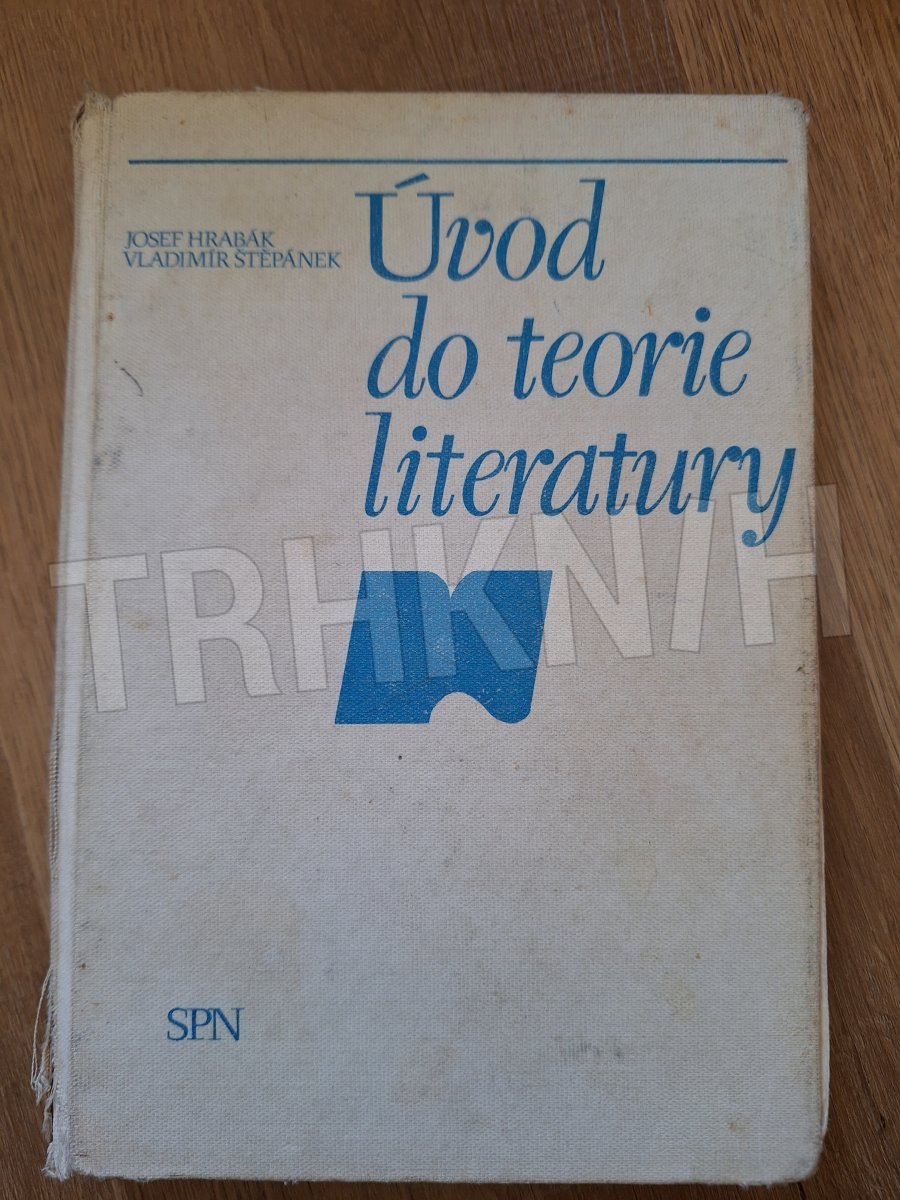 JOSEF HRABÁK
VLADIMÍR ŠTĚPÁNEK
Úvod
do teorie
literatury
TRHKNIH
SPN